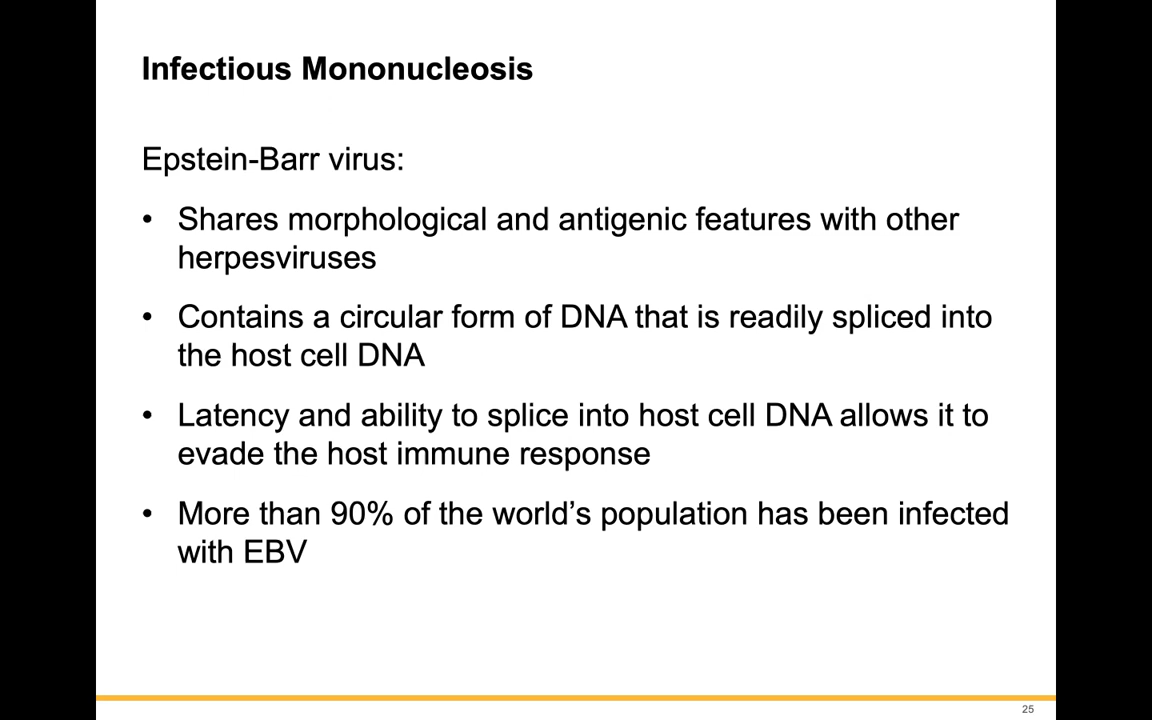 Infectious Mononucleosis
Epstein-Barr virus:
• Shares morphological and antigenic features with other
herpesviruses
• Contains a circular form of DNA that is readily spliced into
the host cell DNA
• Latency and ability to splice into host cell DNA allows it to
evade the host immune response
• More than 90% of the world’s population has been infected
with EBV
25